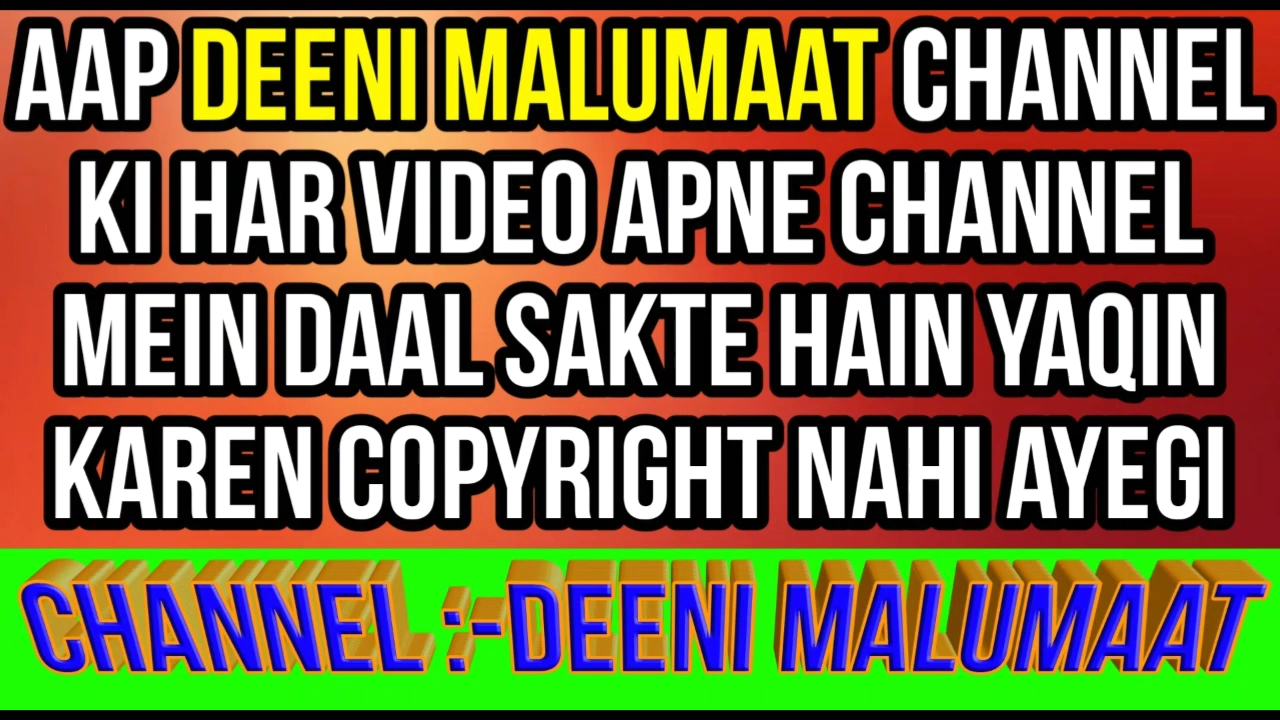 AAP DEENI MALUMAAT CHANNEL
KI HAR VIDEO APNE CHANNEL
MEIN DAAL SAKTE HAIN YAQIN
KAREN COPYRIGHT NAHI AYEGI
CHANNEL :-DEENI MALUMAAT